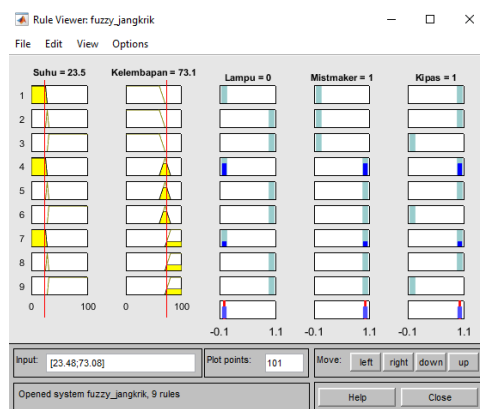 Rule Viewer: fuzzy_jangkrik
File Edit View Options
Suhu = 23.5 Kelembapan = 73.1 Lampu = 0 Mistmaker = 1 Kipas = 1
1
2
3
4
5
6
7
8
9
0 100 0 100
-0.1 1.1 -0.1 1.1 -0.1 1.1
Input: [23.48;73.08] Plot points: 101 Move: left right down up
Opened system fuzzy_jangkrik, 9 rules Help Close